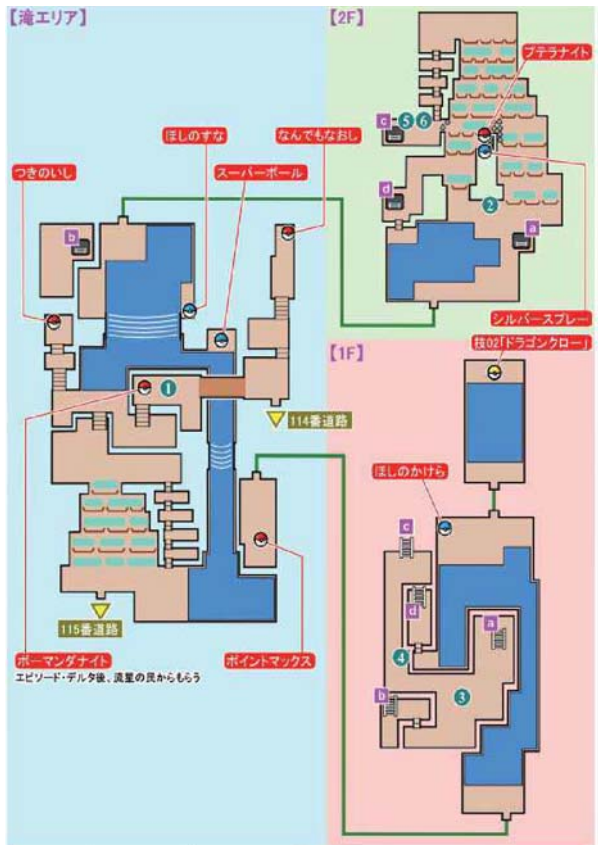 【滝エリア】
【2F】
プテラナイト
ほしのすな
なんでもなおし
つきのいし
スーパーボール
c
5
6
d
2
a
b
シルバースプレー
【1F】
技02「ドラゴンクロー」
1
114番道路
ほしのかけら
c
d
a
4
b
3
115番道路
ボーマンダナイト
ポイントマックス
エピソード・デルタ後、流星の民からもらう